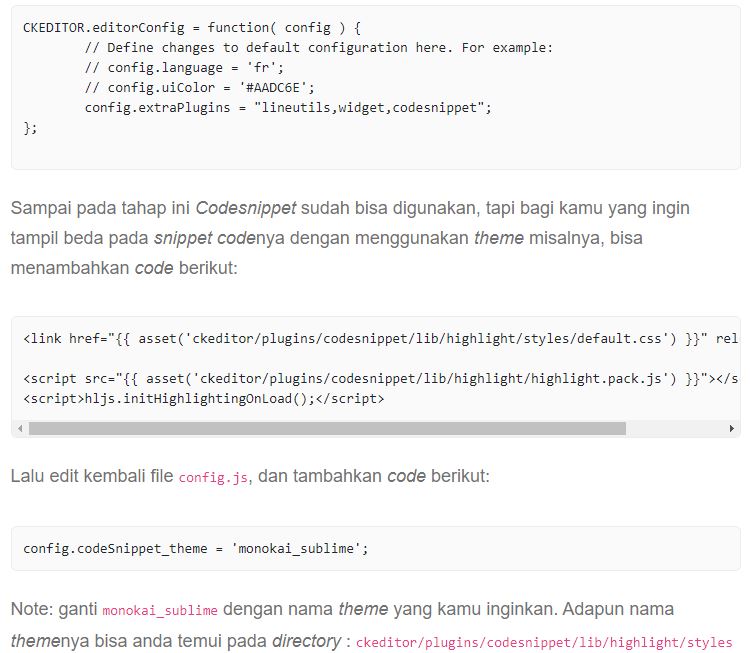 CKEDITOR.editorConfig = function( config ) {
        // Define changes to default configuration here. For example:
        // config.language = 'fr';
        // config.uiColor = '#AADC6E';
        config.extraPlugins = "lineutils,widget,codesnippet";
};
Sampai pada tahap ini Codesnippet sudah bisa digunakan, tapi bagi kamu yang ingin
tampil beda pada snippet codenya dengan menggunakan theme misalnya, bisa
menambahkan code berikut:
<link href="{{ asset('ckeditor/plugins/codesnippet/lib/highlight/styles/default.css') }}" rel
<script src="{{ asset('ckeditor/plugins/codesnippet/lib/highlight/highlight.pack.js') }}"></s
<script>hljs.initHighlightingOnLoad();</script>
Lalu edit kembali file config.js, dan tambahkan code berikut:
config.codeSnippet_theme = 'monokai_sublime';
Note: ganti monokai_sublime dengan nama theme yang kamu inginkan. Adapun nama
themenya bisa anda temui pada directory : ckeditor/plugins/codesnippet/lib/highlight/styles